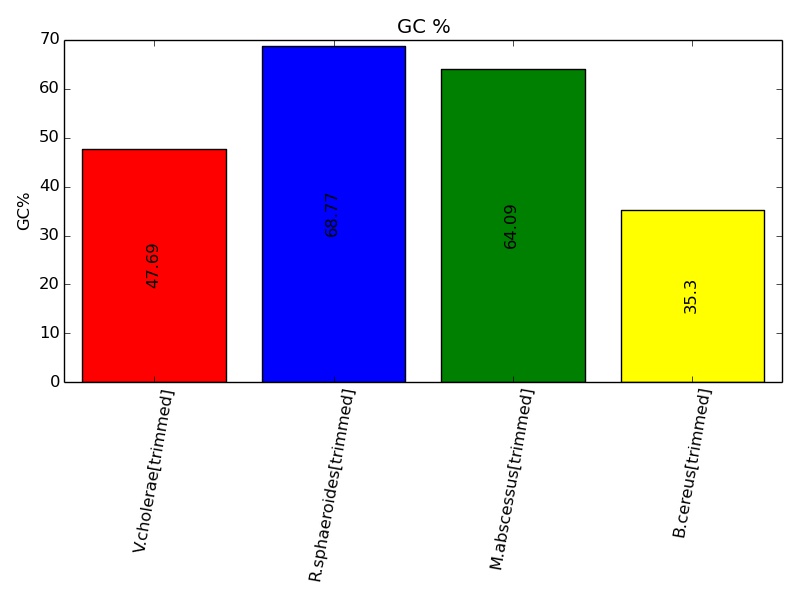 GC %
70
60
50
40
30
20
10
0
GC%
47.69
68.77
64.09
35.3
V.cholerae[trimmed]
R.sphaeroides[trimmed]
M.abscessus[trimmed]
B.cereus[trimmed]